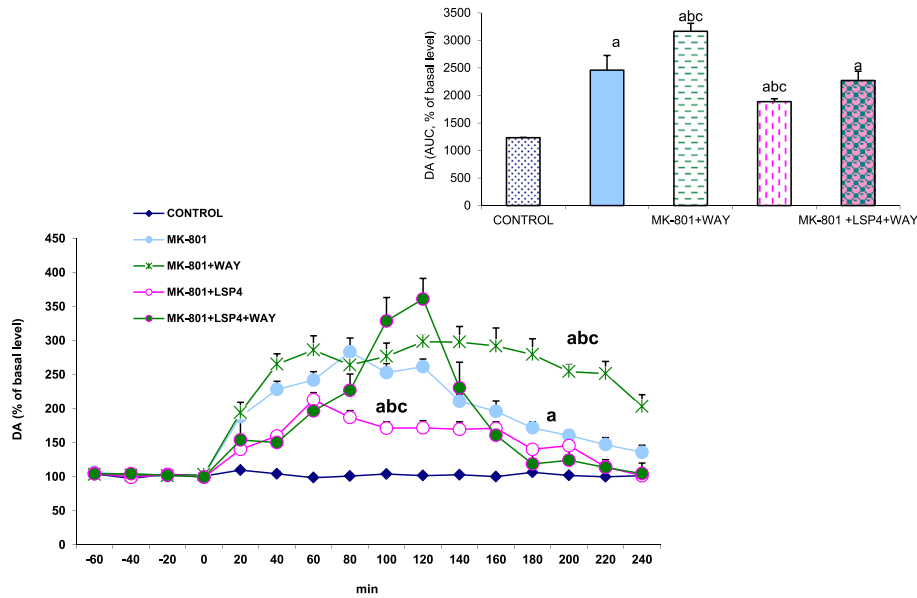 3500
3000
2500
2000
1500
1000
500
0
DA (AUC, % of basal level)
a
abc
abc
a
CONTROL MK-801+WAY MK-801 +LSP4+WAY
CONTROL
MK-801
MK-801+WAY
MK-801+LSP4
MK-801+LSP4+WAY
450
400
350
300
250
200
150
100
50
0
DA (% of basal level)
abc
abc
a
-60 -40 -20 0 20 40 60 80 100 120 140 160 180 200 220 240
min